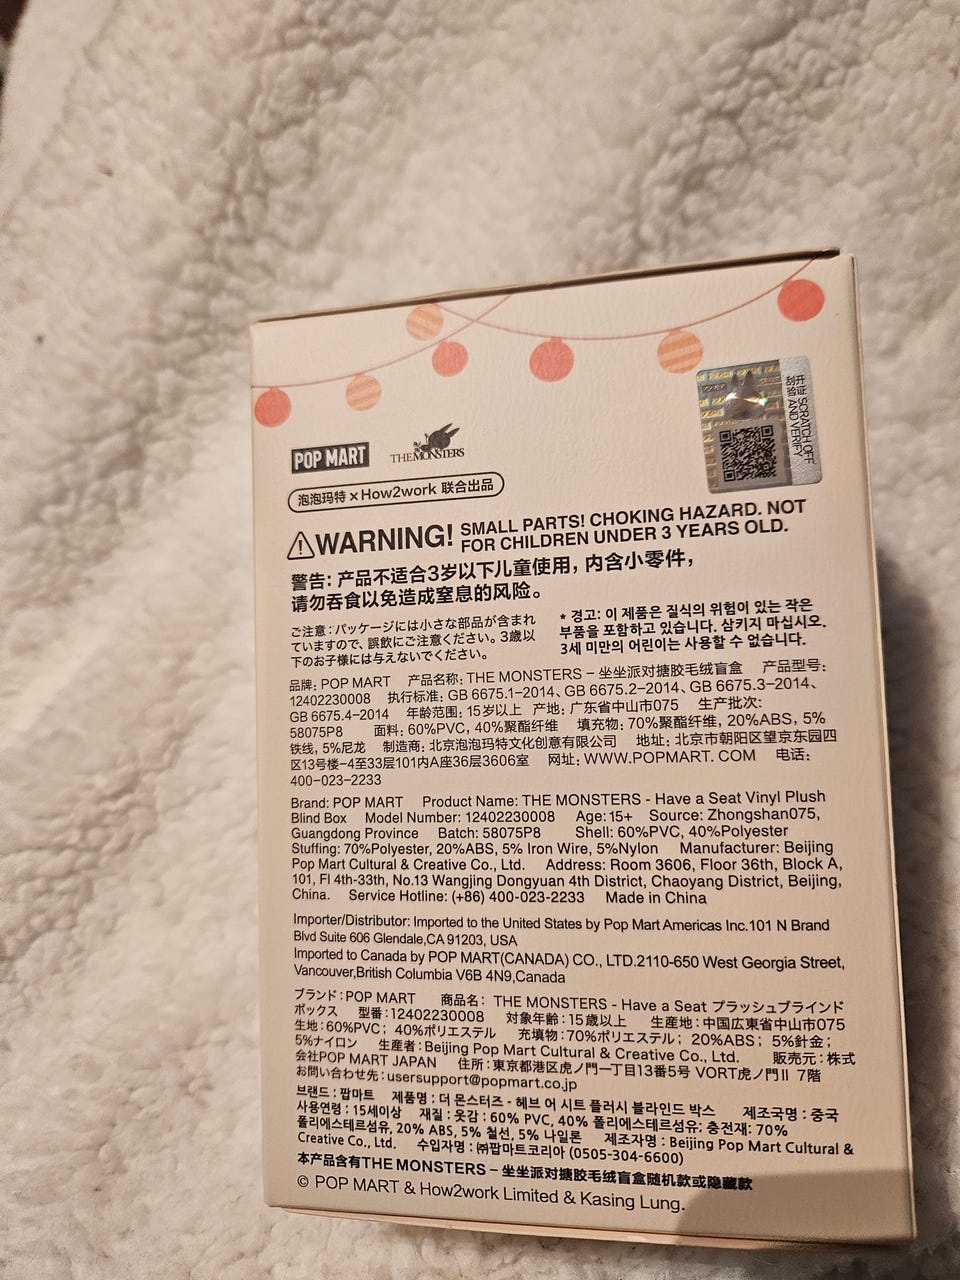 开证 SCRATCH OFF
刮验 AND VERIFY
POP MART THE MONSTERS
泡泡玛特 × How2work 联合出品
WARNING! SMALL PARTS! CHOKING HAZARD. NOT
FOR CHILDREN UNDER 3 YEARS OLD.
警告: 产品不适合3岁以下儿童使用，内含小零件，
请勿吞食以免造成窒息的风险。
ご注意：パッケージには小さな部品が含まれ
ていますので、誤飲にご注意ください。3歳以
下のお子様には与えないでください。
* 경고: 이 제품은 질식의 위험이 있는 작은
부품을 포함하고 있습니다. 삼키지 마십시오.
3세 미만의 어린이는 사용할 수 없습니다.
品牌: POP MART 产品名称: THE MONSTERS – 坐坐派对搪胶毛绒盲盒 产品型号:
12402230008 执行标准: GB 6675.1–2014、GB 6675.2–2014、GB 6675.3–2014、
GB 6675.4–2014 年龄范围: 15岁以上 产地: 广东省中山市075 生产批次:
58075P8 面料: 60%PVC, 40%聚酯纤维 填充物: 70%聚酯纤维, 20%ABS, 5%
铁线, 5%尼龙 制造商: 北京泡泡玛特文化创意有限公司 地址: 北京市朝阳区望京东园四
区13号楼-4至33层101内A座36层3606室 网址: WWW.POPMART. COM 电话:
400-023-2233
Brand: POP MART Product Name: THE MONSTERS - Have a Seat Vinyl Plush
Blind Box Model Number: 12402230008 Age: 15+ Source: Zhongshan075,
Guangdong Province Batch: 58075P8 Shell: 60%PVC, 40%Polyester
Stuffing: 70%Polyester, 20%ABS, 5% Iron Wire, 5%Nylon Manufacturer: Beijing
Pop Mart Cultural & Creative Co., Ltd. Address: Room 3606, Floor 36th, Block A,
101, Fl 4th-33th, No.13 Wangjing Dongyuan 4th District, Chaoyang District, Beijing,
China. Service Hotline: (+86) 400-023-2233 Made in China
Importer/Distributor: Imported to the United States by Pop Mart Americas Inc.101 N Brand
Blvd Suite 606 Glendale,CA 91203, USA
Imported to Canada by POP MART(CANADA) CO., LTD.2110-650 West Georgia Street,
Vancouver,British Columbia V6B 4N9,Canada
ブランド：POP MART 商品名： THE MONSTERS - Have a Seat プラッシュブラインド
ボックス 型番：12402230008 対象年齢：15歳以上 生産地：中国広東省中山市075
生地：60%PVC；40%ポリエステル 充填物：70%ポリエステル；20%ABS；5%針金；
5%ナイロン 生産者：Beijing Pop Mart Cultural & Creative Co., Ltd. 販売元：株式
会社POP MART JAPAN 住所：東京都港区虎ノ門一丁目13番5号 VORT虎ノ門Ⅱ 7階
お問い合わせ先：usersupport@popmart.co.jp
브랜드 : 팝마트 제품명 : 더 몬스터즈 - 헤브 어 시트 플러시 블라인드 박스 제조국명 : 중국
사용연령 : 15세이상 재질 : 옷감 : 60% PVC, 40% 폴리에스테르섬유; 충전재: 70%
폴리에스테르섬유, 20% ABS, 5% 철선, 5% 나일론 제조자명 : Beijing Pop Mart Cultural &
Creative Co., Ltd. 수입자명 : ㈜팝마트코리아 (0505-304-6600)
本产品含有THE MONSTERS – 坐坐派对搪胶毛绒盲盒随机款或隐藏款
© POP MART & How2work Limited & Kasing Lung.